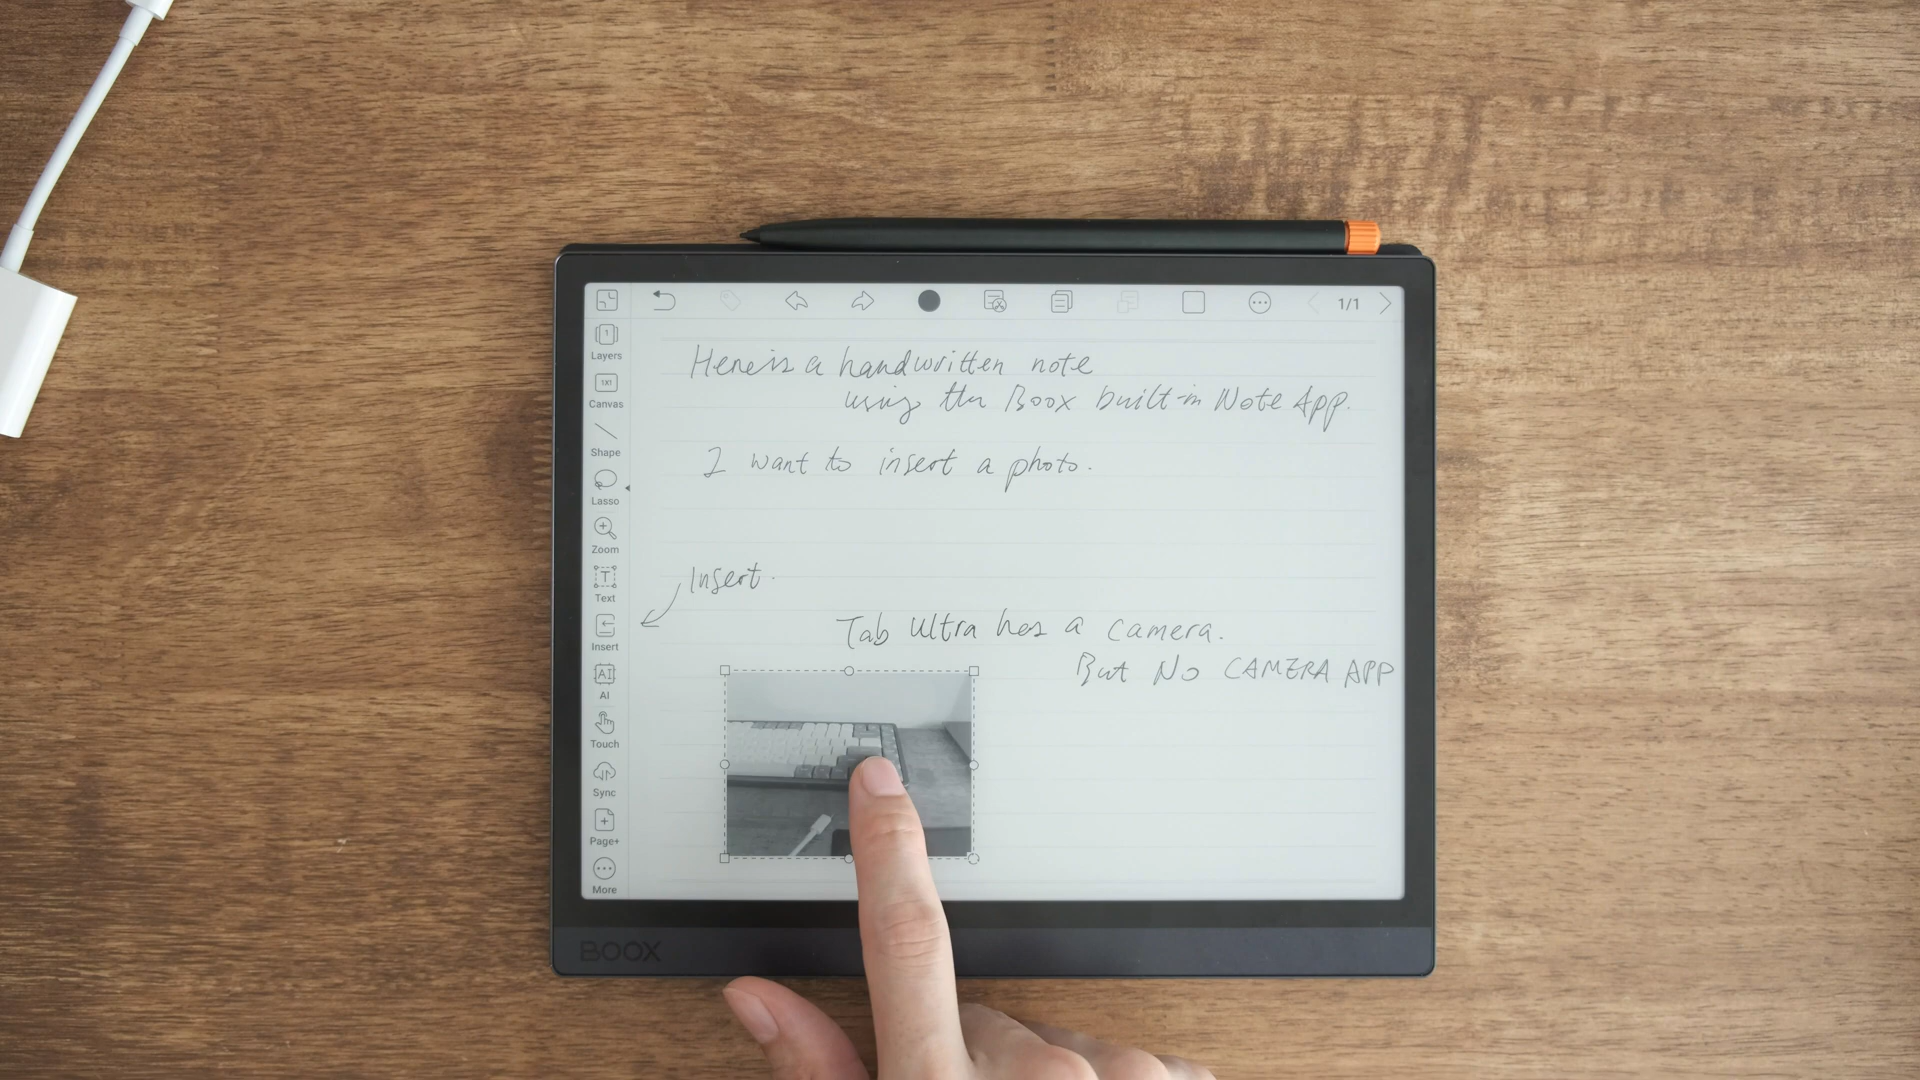 1/1
Layers
Canvas
Shape
Lasso
Zoom
Text
Insert
AI
Touch
Sync
Page+
More
Here is a handwritten note
using the Boox built-in Note App.
I want to insert a photo.
Insert.
Tab Ultra has a camera.
But No CAMERA APP
BOOX